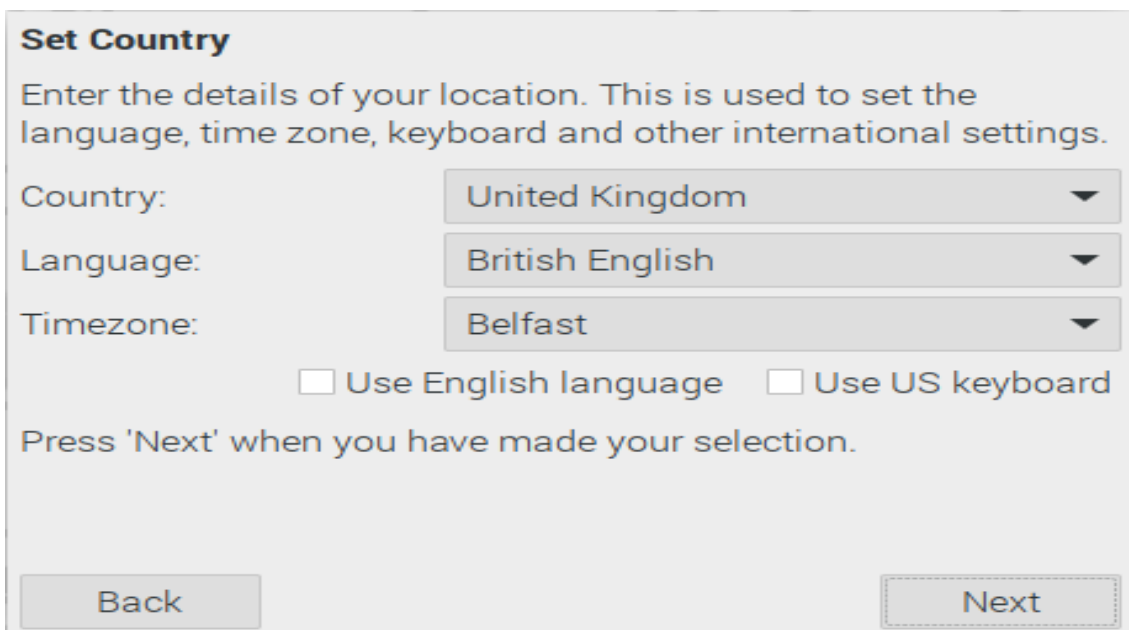 Set Country
Enter the details of your location. This is used to set the
language, time zone, keyboard and other international settings.
Country: United Kingdom
Language: British English
Timezone: Belfast
Use English language Use US keyboard
Press 'Next' when you have made your selection.
Back Next